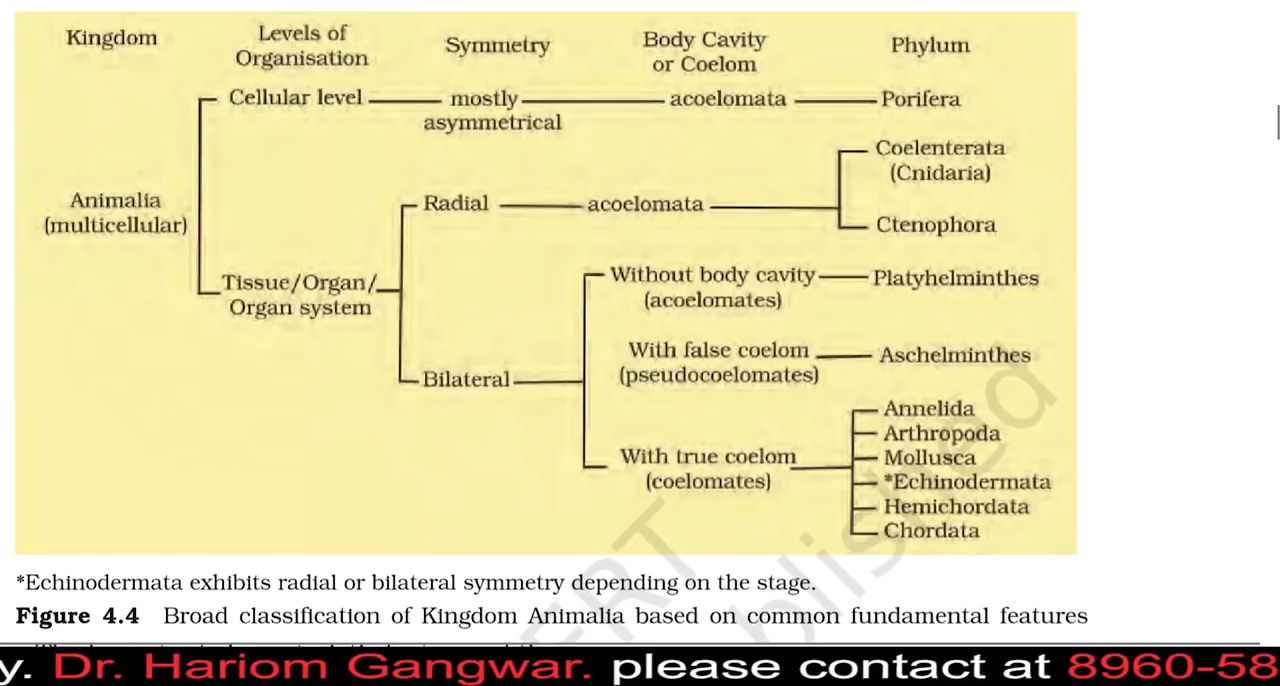 Kingdom
Levels of
Organisation
Symmetry
Body Cavity
or Coelom
Phylum
Cellular level
mostly
asymmetrical
acoelomata
Porifera
Animalia
(multicellular)
Tissue/Organ/
Organ system
Radial
acoelomata
Coelenterata
(Cnidaria)
Ctenophora
Bilateral
Without body cavity
(acoelomates)
Platyhelminthes
With false coelom
(pseudocoelomates)
Aschelminthes
With true coelom
(coelomates)
Annelida
Arthropoda
Mollusca
*Echinodermata
Hemichordata
Chordata
*Echinodermata exhibits radial or bilateral symmetry depending on the stage.
Figure 4.4 Broad classification of Kingdom Animalia based on common fundamental features
y. Dr. Hariom Gangwar. please contact at 8960-58